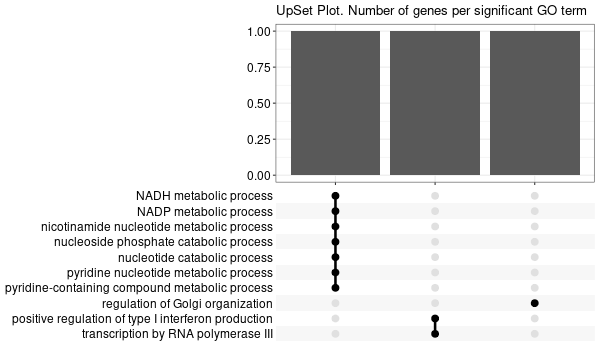 UpSet Plot. Number of genes per significant GO term
1.00
0.75
0.50
0.25
0.00
NADH metabolic process
NADP metabolic process
nicotinamide nucleotide metabolic process
nucleoside phosphate catabolic process
nucleotide catabolic process
pyridine nucleotide metabolic process
pyridine-containing compound metabolic process
regulation of Golgi organization
positive regulation of type I interferon production
transcription by RNA polymerase III